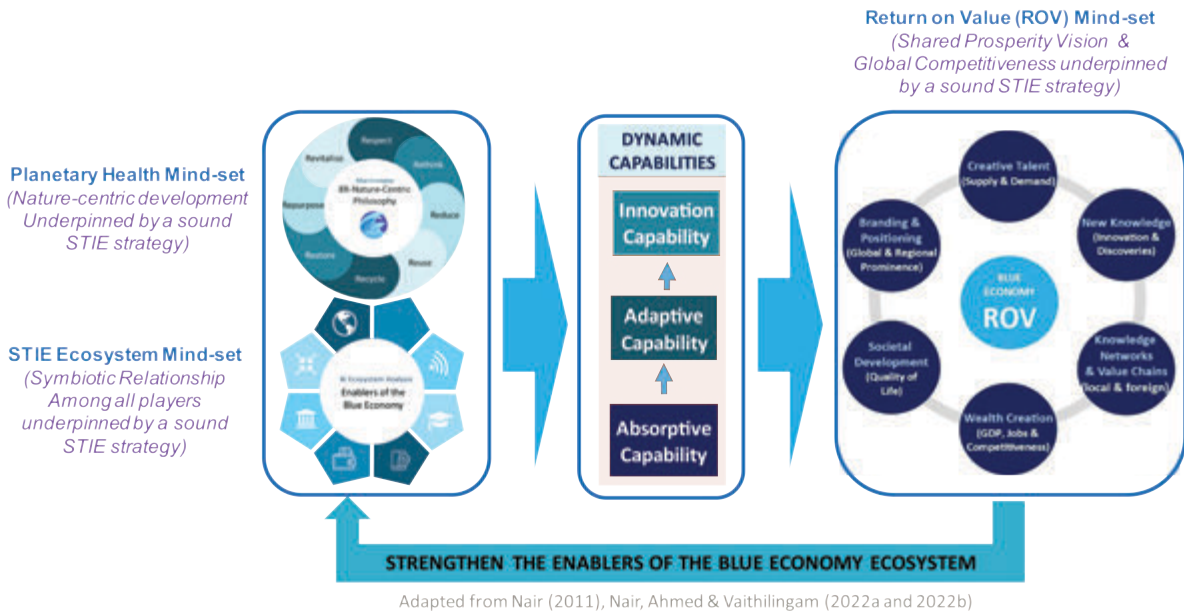 Return on Value (ROV) Mind-set
(Shared Prosperity Vision &
Global Competitiveness underpinned
by a sound STIE strategy)
Planetary Health Mind-set
(Nature-centric development
Underpinned by a sound
STIE strategy)
STIE Ecosystem Mind-set
(Symbiotic Relationship
Among all players
underpinned by a sound
STIE strategy)
Respect
Rethink
Reduce
Reuse
Recycle
Restore
Repurpose
Revitalise
8R-Nature-Centric
Philosophy
Ecosystem Analysis
Enablers of the
Blue Economy
DYNAMIC
CAPABILITIES
Innovation
Capability
Adaptive
Capability
Absorptive
Capability
Creative Talent
(Supply & Demand)
New Knowledge
(Innovation &
Discoveries)
Knowledge
Networks
& Value Chains
(local & foreign)
Wealth Creation
(GDP, Jobs &
Competitiveness)
Societal
Development
(Quality of
Life)
Branding &
Positioning
(Global & Regional
Prominence)
BLUE
ECONOMY
ROV
STRENGTHEN THE ENABLERS OF THE BLUE ECONOMY ECOSYSTEM
Adapted from Nair (2011), Nair, Ahmed & Vaithilingam (2022a and 2022b)